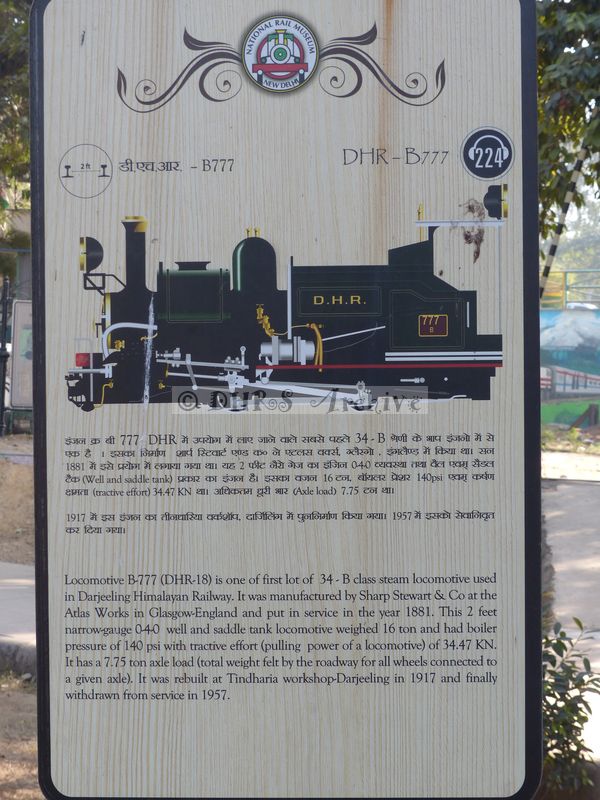 NATIONAL RAIL MUSEUM
NEW DELHI
2 ft
डी.एच.आर. - B777
DHR - B777
224
D.H.R.
777
B
© DHRS Archive
इंजन क्र बी 777 DHR में उपयोग में लाए जाने वाले सबसे पहले 34 - B श्रेणी के भाप इंजनो में से
एक है । इसका निर्माण शार्प स्टिवार्ट एण्ड क० ने एटलस वर्क्स, ग्लैस्गो , इंगलैण्ड में किया था। सन
1881 में इसे प्रयोग में लगाया गया था। यह 2 फीट नैरो गेज का इंजिन 0-4-0 व्यवस्था तथा वैल एवम् सैडल
टैंक (Well and saddle tank) प्रकार का इंजन है। इसका वजन 16 टन, बॉयलर प्रेशर 140psi एवम् कर्षण
क्षमता (tractive effort) 34.47 KN था। अधिकतम धुरी भार (Axle load) 7.75 टन था।
1917 में इस इंजन का तीनधारिया वर्कशॉप, दार्जिलिंग में पुननिर्माण किया गया। 1957 में इसको सेवानिवृत
कर दिया गया।
Locomotive B-777 (DHR-18) is one of first lot of 34 - B class steam locomotive used
in Darjeeling Himalayan Railway. It was manufactured by Sharp Stewart & Co at the
Atlas Works in Glasgow-England and put in service in the year 1881. This 2 feet
narrow-gauge 0-4-0 well and saddle tank locomotive weighed 16 ton and had boiler
pressure of 140 psi with tractive effort (pulling power of a locomotive) of 34.47 KN.
It has a 7.75 ton axle load (total weight felt by the roadway for all wheels connected to
a given axle). It was rebuilt at Tindharia workshop-Darjeeling in 1917 and finally
withdrawn from service in 1957.